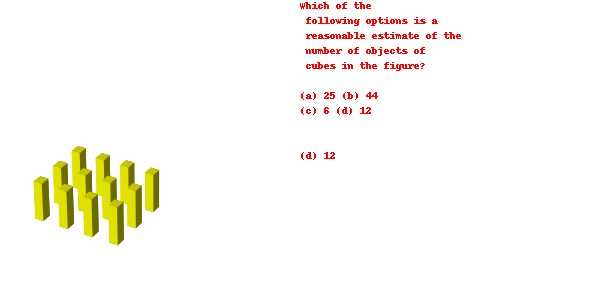 Which of the
following options is a
reasonable estimate of the
number of objects of
cubes in the figure?
(a) 25 (b) 44
(c) 6 (d) 12
(d) 12